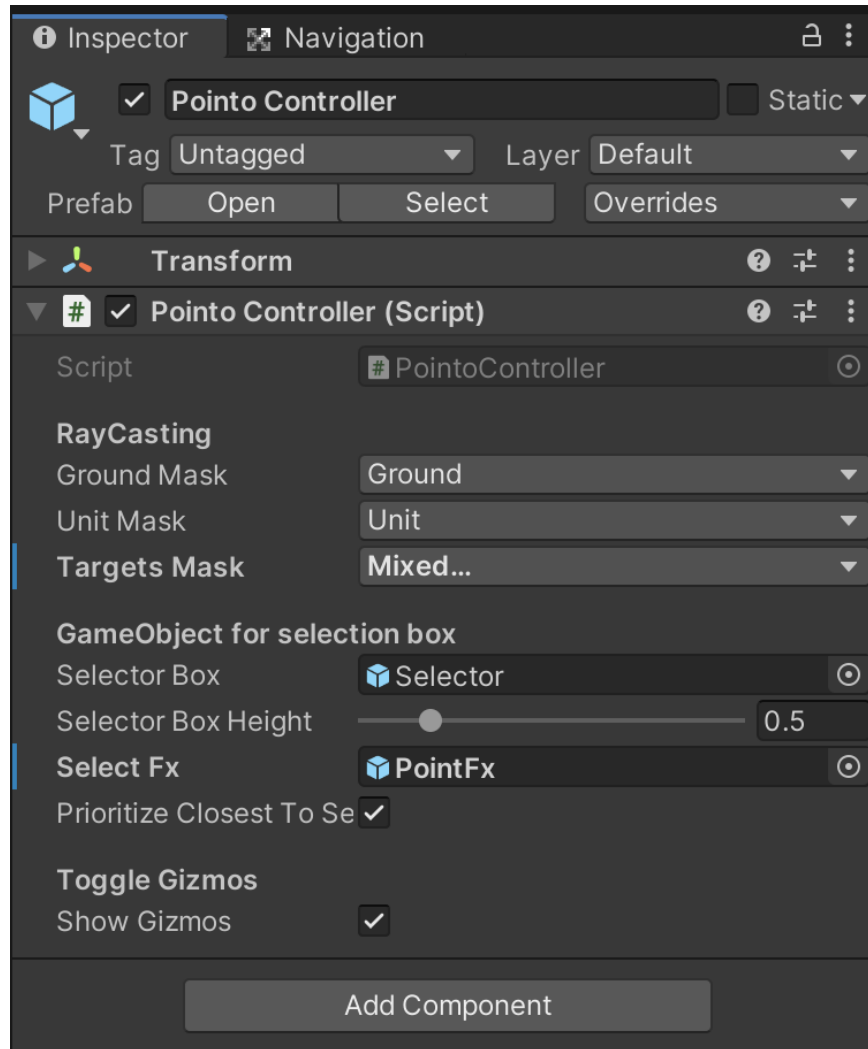 Inspector Navigation
Pointo Controller Static
Tag Untagged Layer Default
Prefab Open Select Overrides
Transform
# Pointo Controller (Script)
Script # PointoController
RayCasting
Ground Mask Ground
Unit Mask Unit
Targets Mask Mixed...
GameObject for selection box
Selector Box Selector
Selector Box Height 0.5
Select Fx PointFx
Prioritize Closest To Se
Toggle Gizmos
Show Gizmos
Add Component